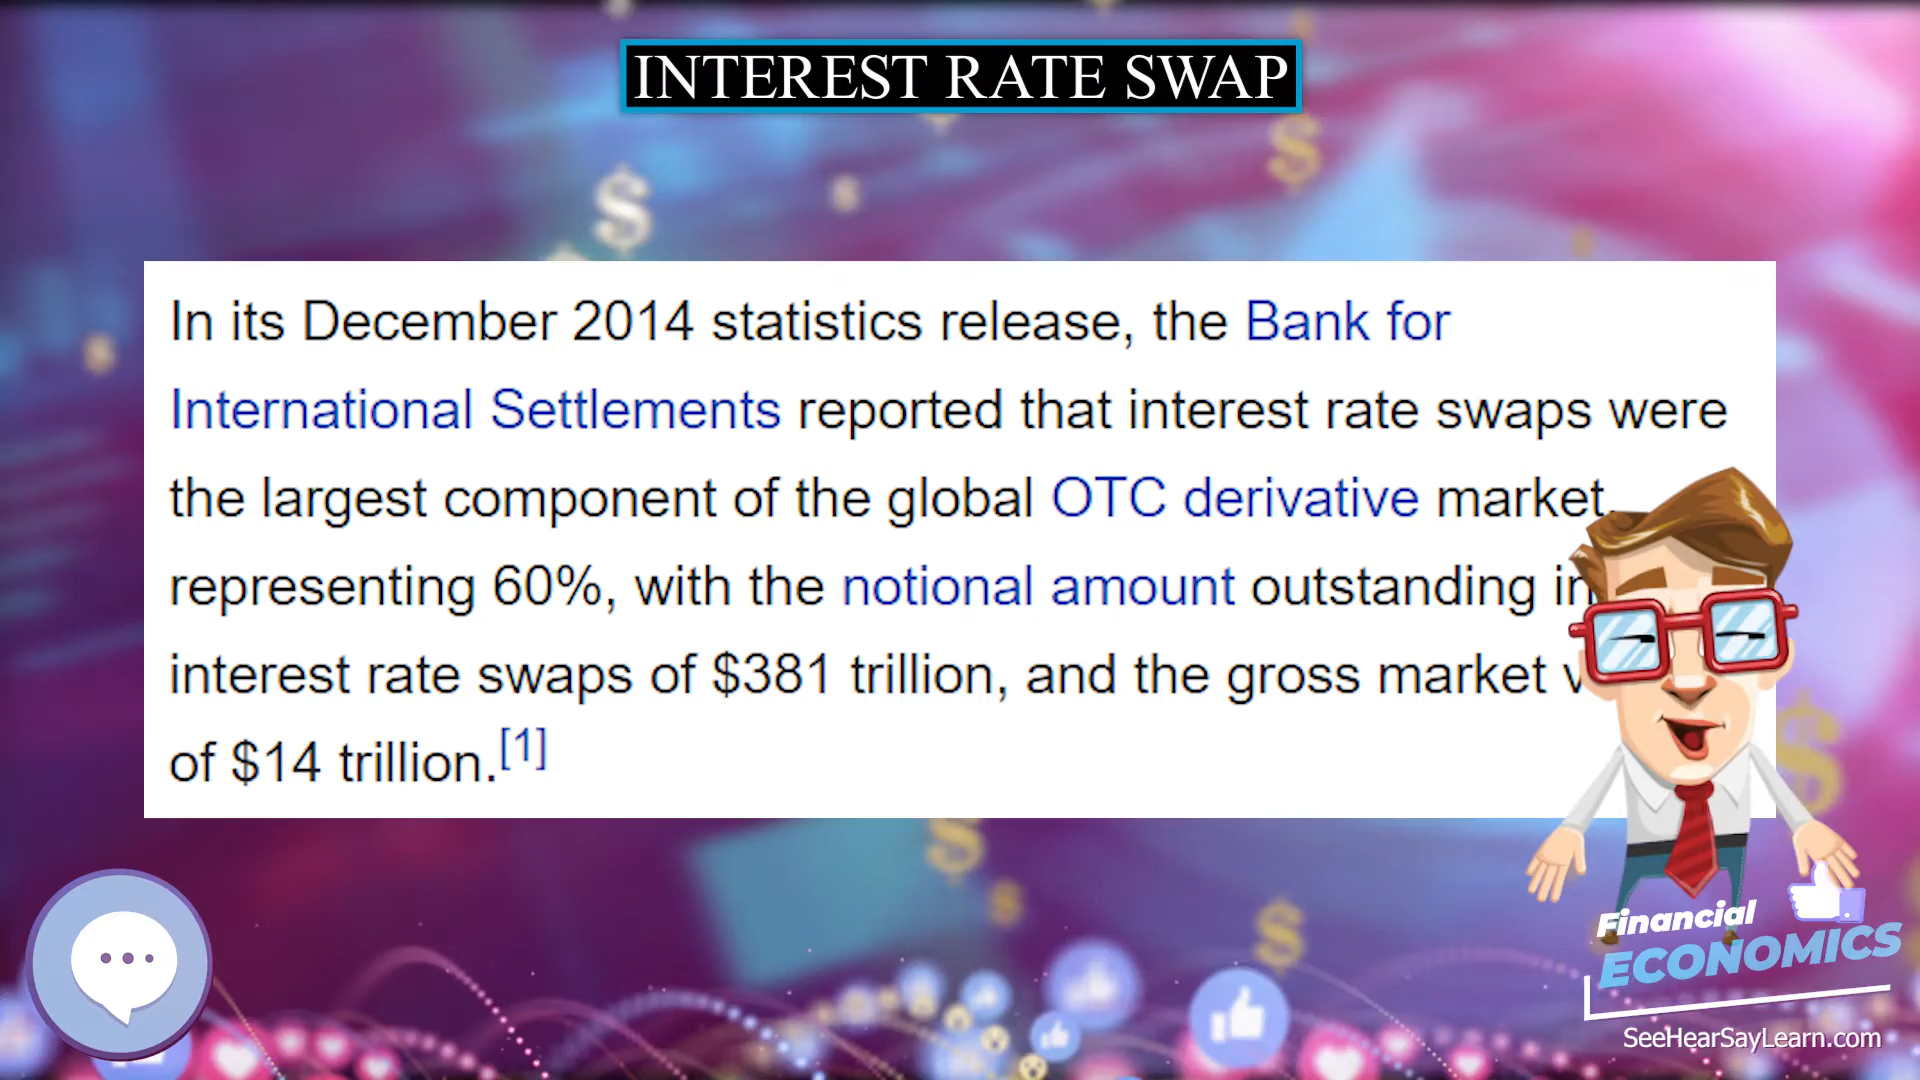 INTEREST RATE SWAP
In its December 2014 statistics release, the Bank for
International Settlements reported that interest rate swaps were
the largest component of the global OTC derivative market,
representing 60%, with the notional amount outstanding in
interest rate swaps of $381 trillion, and the gross market
of $14 trillion.[1]
Financial
ECONOMICS
SeeHearSayLearn.com